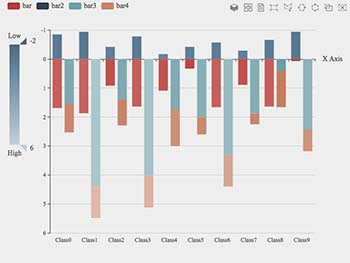 bar bar2 bar3 bar4
Low
-2
High
6
X Axis
-1
0
1
2
3
4
5
6
Class0 Class1 Class2 Class3 Class4 Class5 Class6 Class7 Class8 Class9